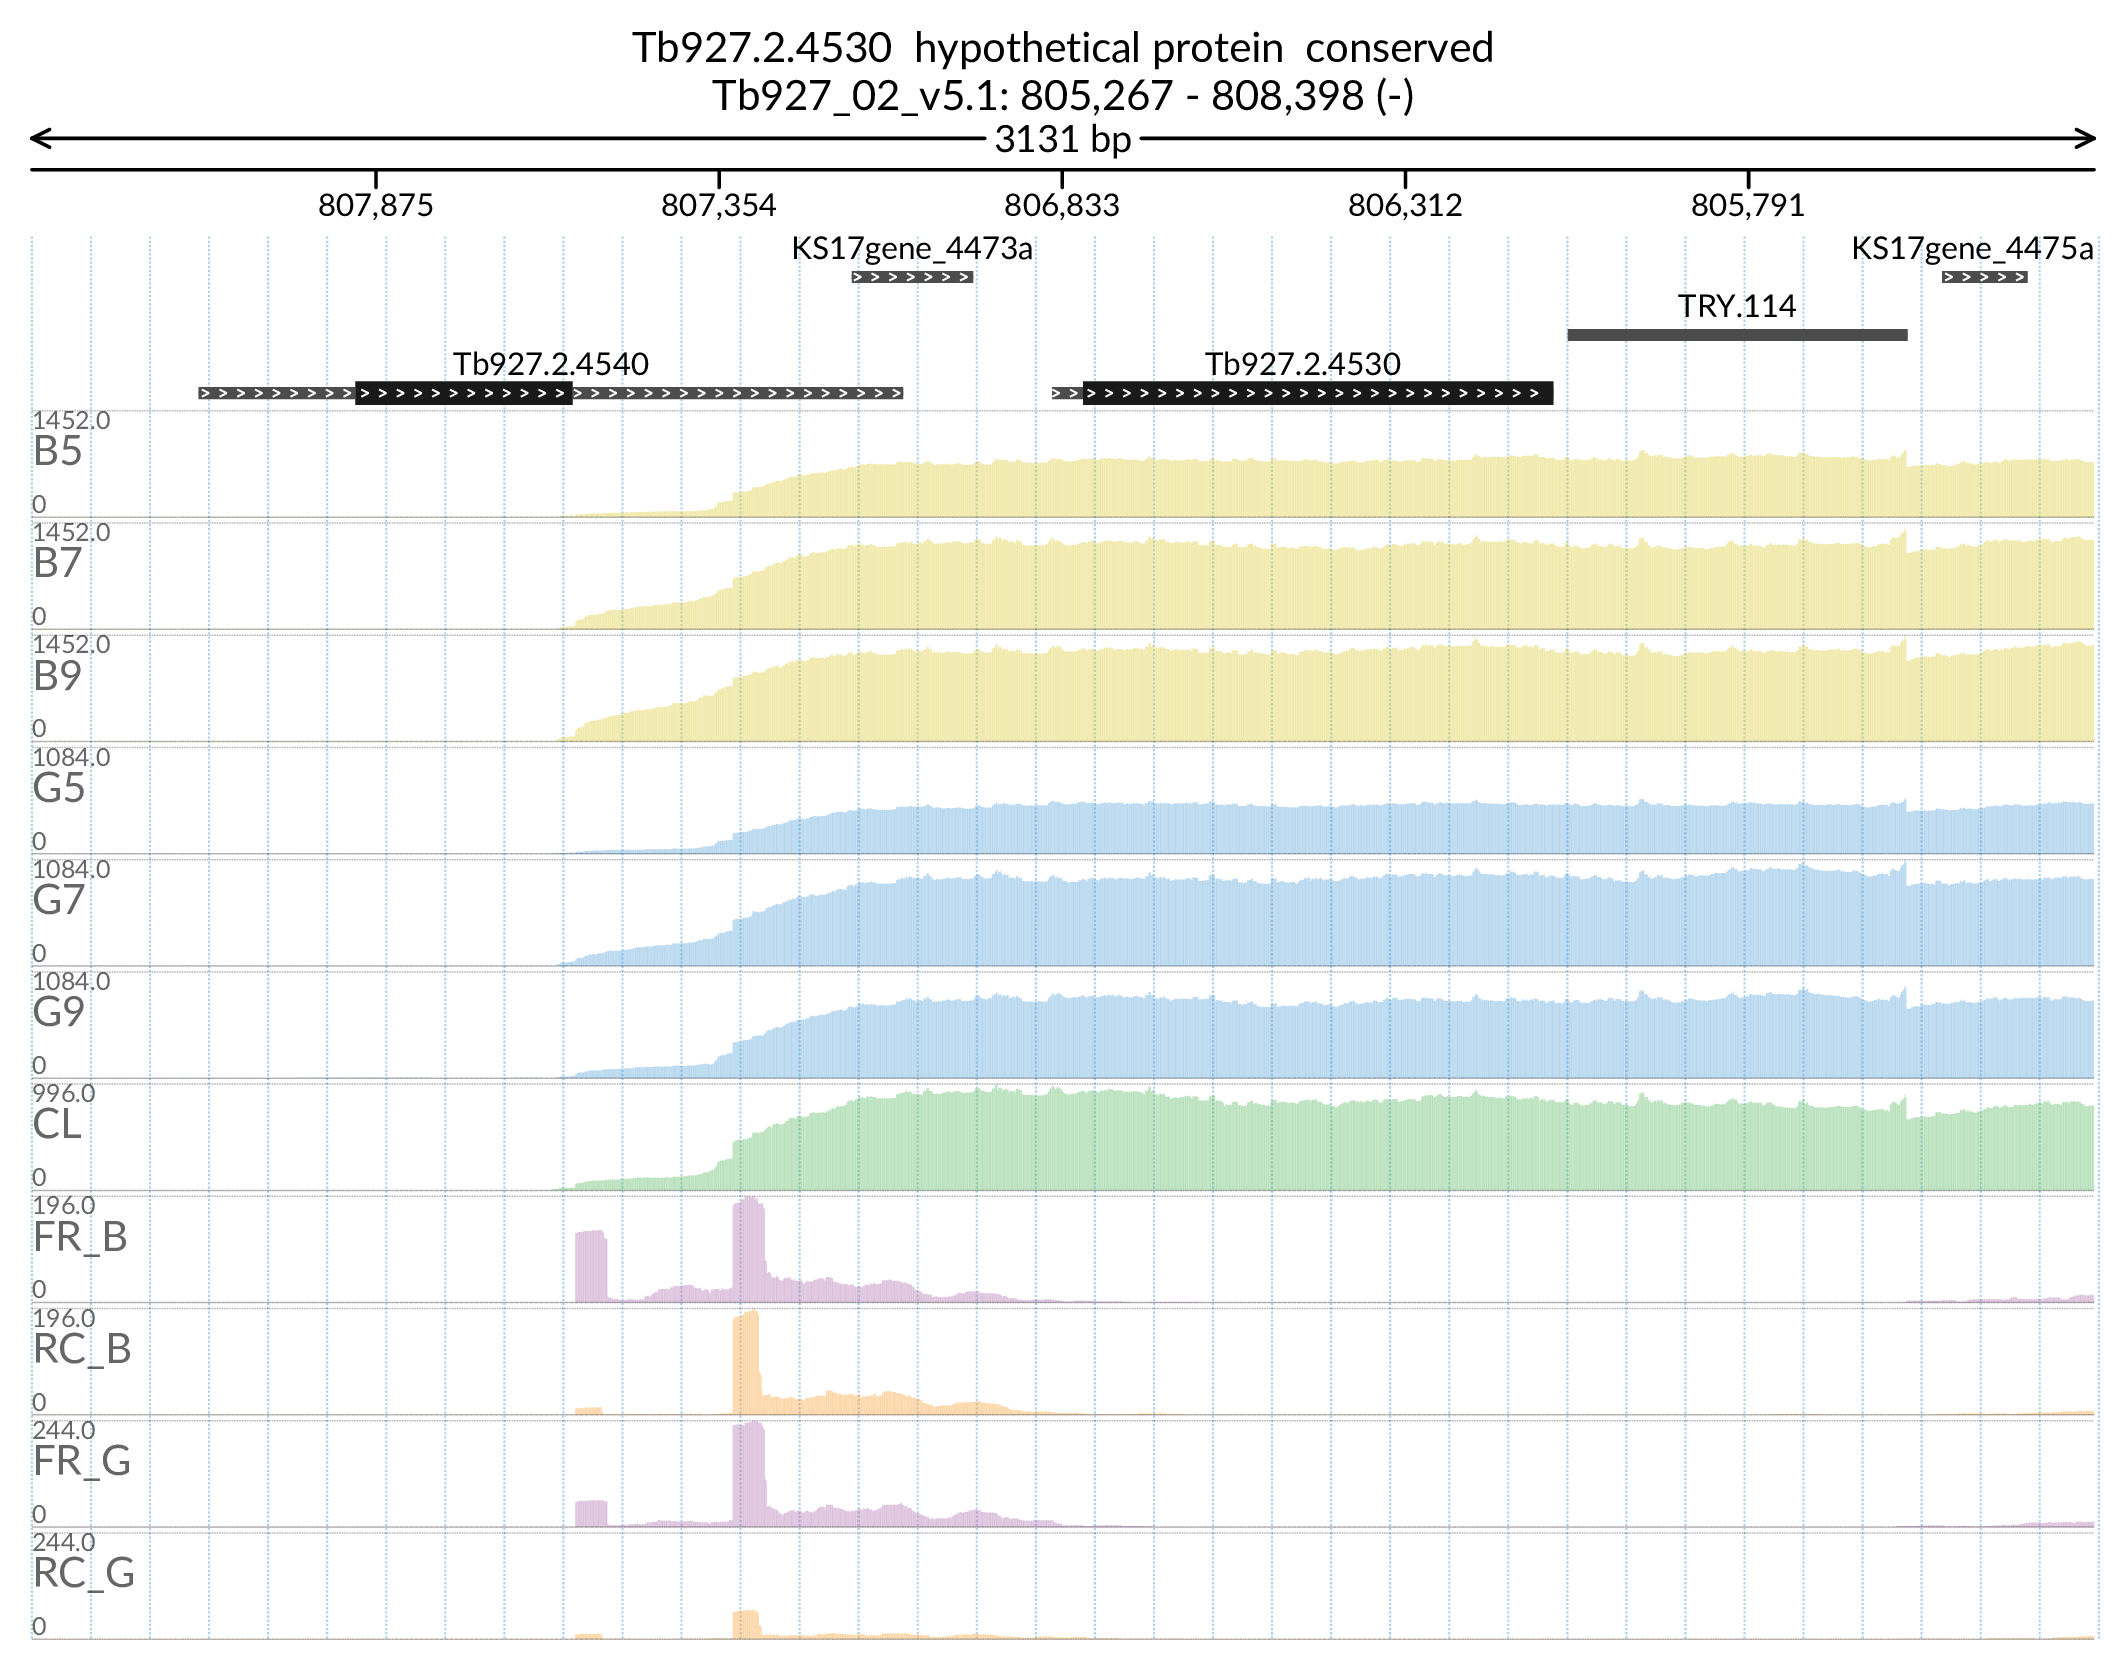 Tb927.2.4530  hypothetical protein  conserved
Tb927_02_v5.1: 805,267 - 808,398 (-)
3131 bp
807,875 807,354 806,833 806,312 805,791
KS17gene_4473a KS17gene_4475a
TRY.114
Tb927.2.4540 Tb927.2.4530
1452.0
B5
0
1452.0
B7
0
1452.0
B9
0
1084.0
G5
0
1084.0
G7
0
1084.0
G9
0
996.0
CL
0
196.0
FR_B
0
196.0
RC_B
0
244.0
FR_G
0
244.0
RC_G
0